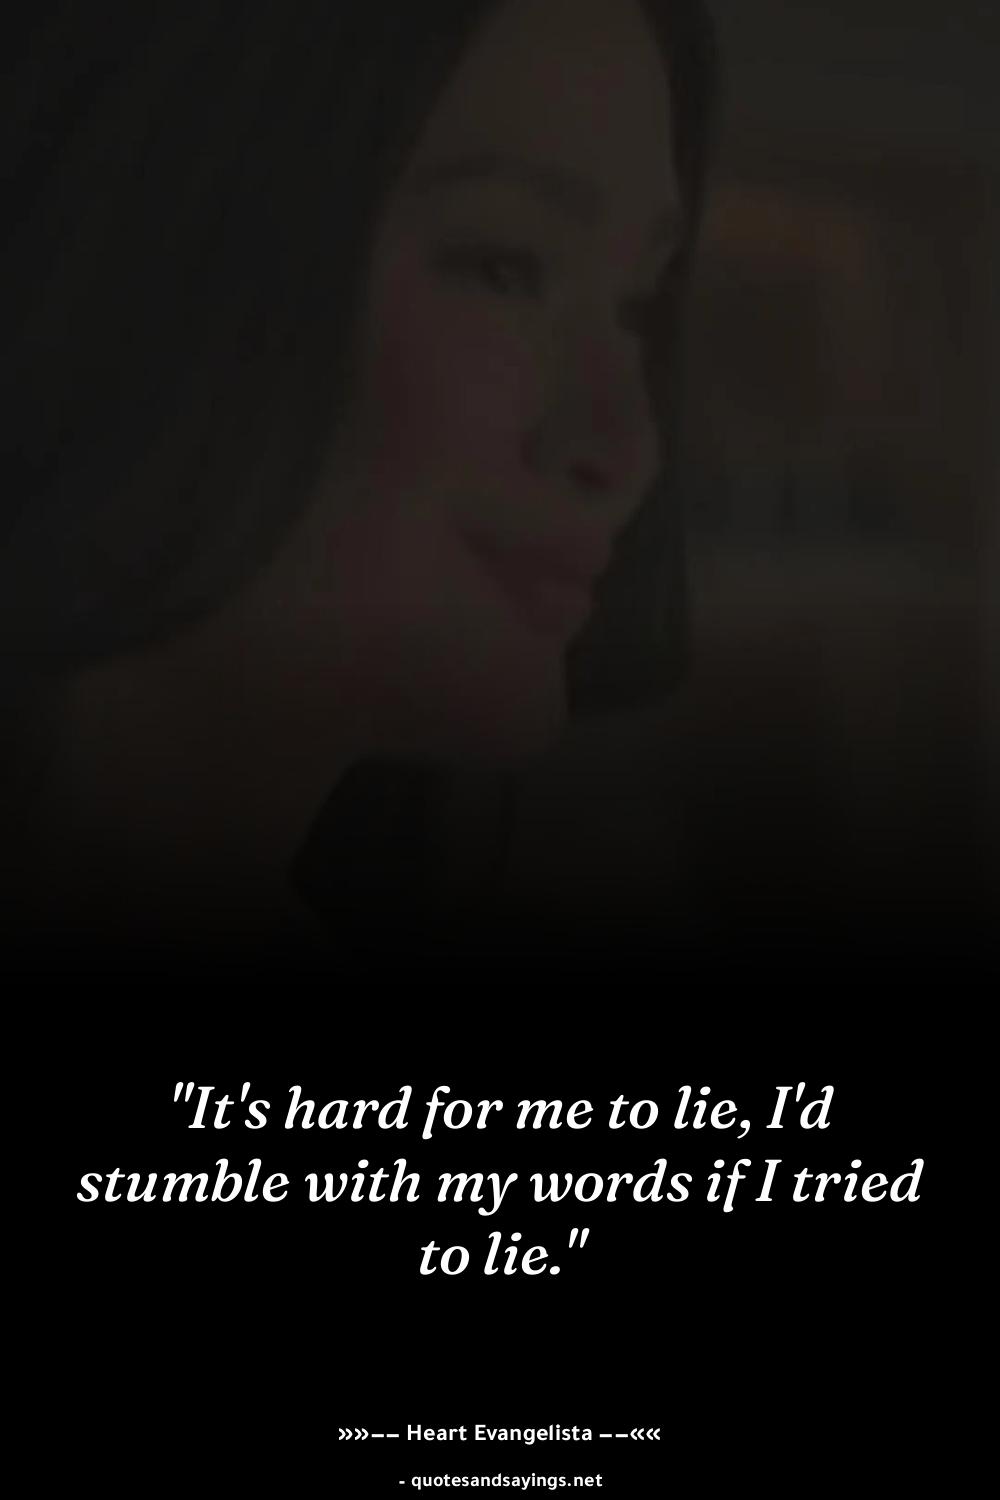 "It's hard for me to lie, I'd
stumble with my words if I tried
to lie."
»»−− Heart Evangelista −−««
- quotesandsayings.net